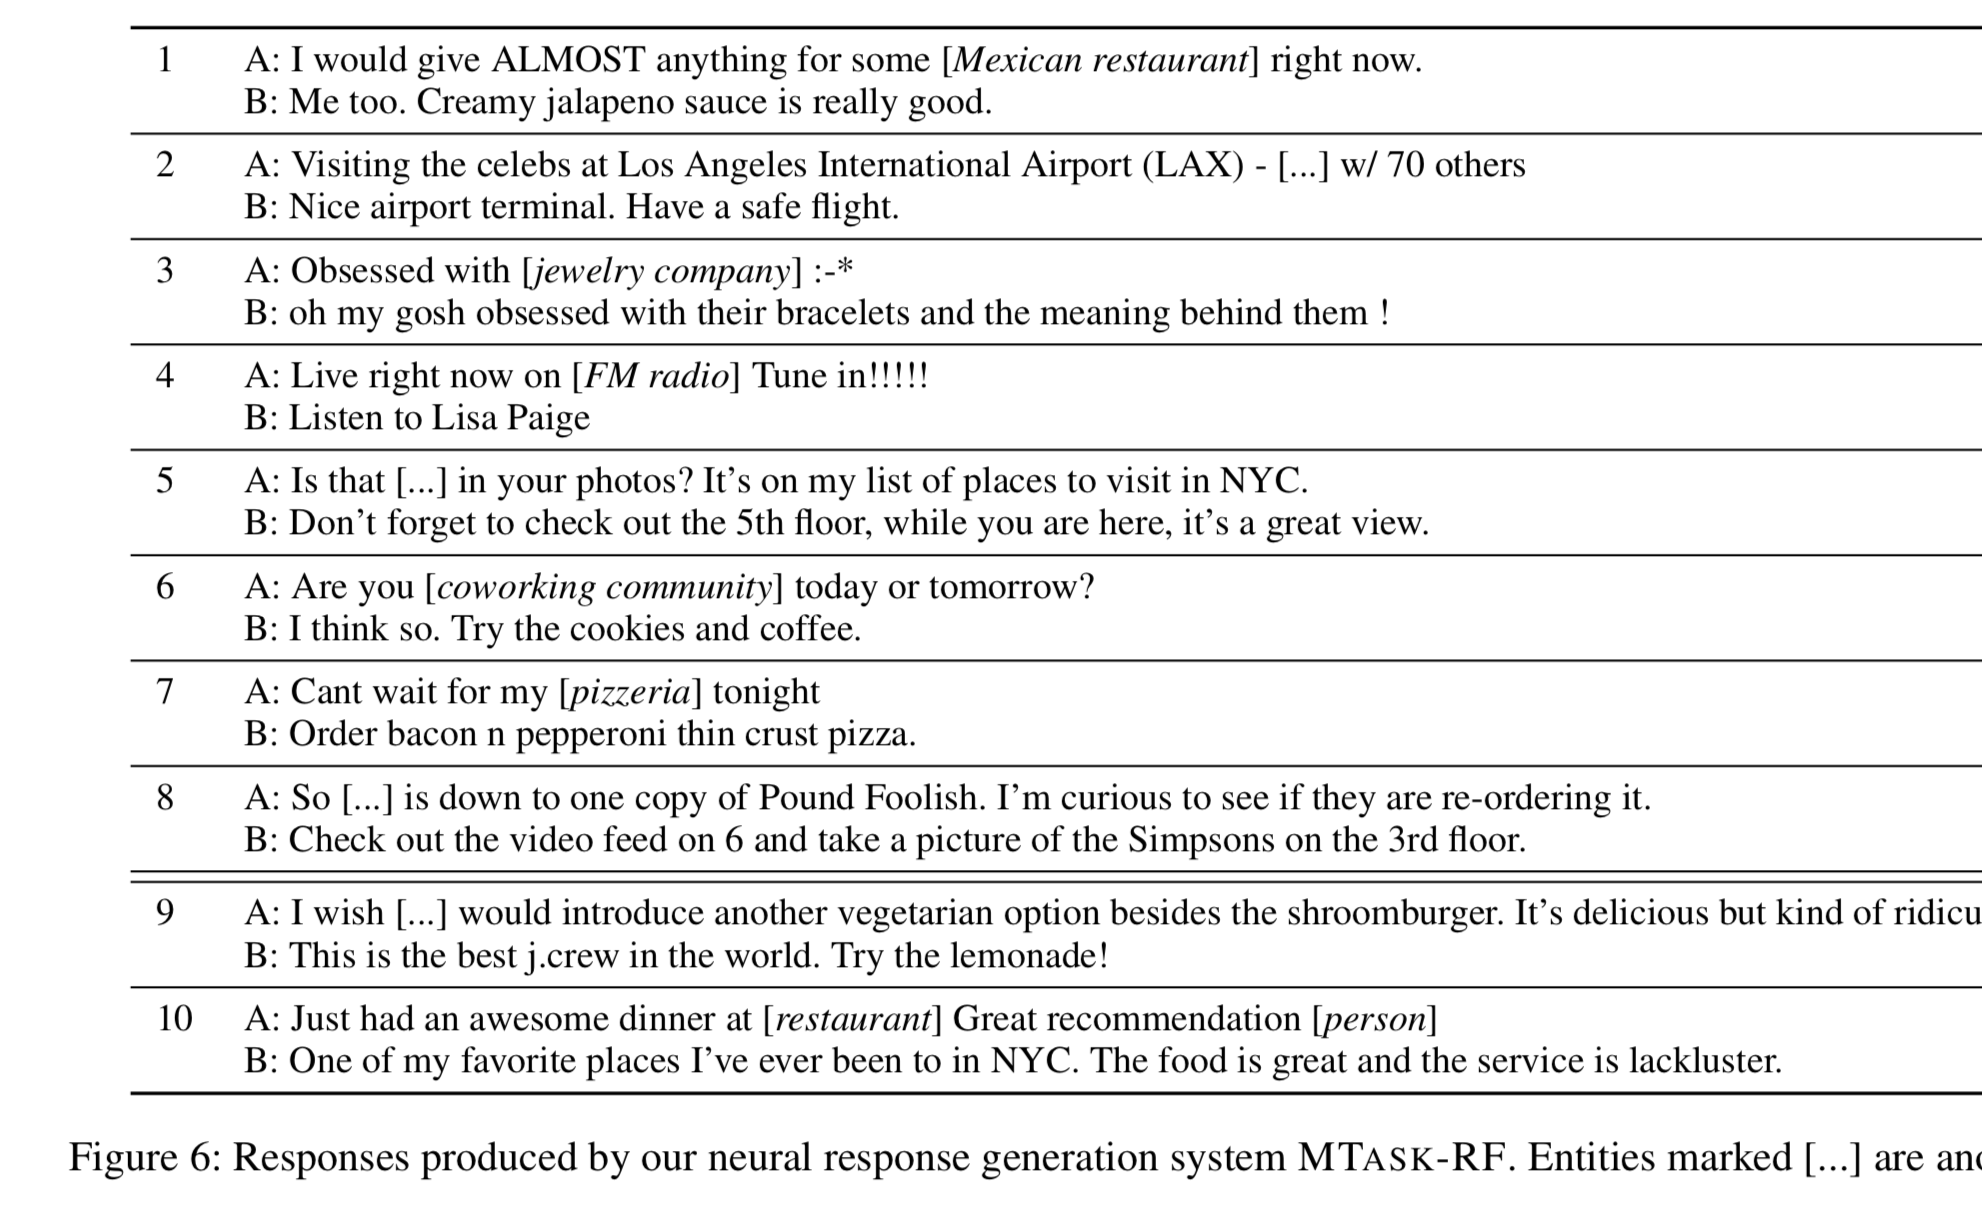 1 A: I would give ALMOST anything for some [Mexican restaurant] right now.
B: Me too. Creamy jalapeno sauce is really good.
2 A: Visiting the celebs at Los Angeles International Airport (LAX) - [...] w/ 70 others
B: Nice airport terminal. Have a safe flight.
3 A: Obsessed with [jewelry company] :-*
B: oh my gosh obsessed with their bracelets and the meaning behind them !
4 A: Live right now on [FM radio] Tune in!!!!!
B: Listen to Lisa Paige
5 A: Is that [...] in your photos? It's on my list of places to visit in NYC.
B: Don't forget to check out the 5th floor, while you are here, it's a great view.
6 A: Are you [coworking community] today or tomorrow?
B: I think so. Try the cookies and coffee.
7 A: Cant wait for my [pizzeria] tonight
B: Order bacon n pepperoni thin crust pizza.
8 A: So [...] is down to one copy of Pound Foolish. I'm curious to see if they are re-ordering it.
B: Check out the video feed on 6 and take a picture of the Simpsons on the 3rd floor.
9 A: I wish [...] would introduce another vegetarian option besides the shroomburger. It's delicious but kind of ridicu
B: This is the best j.crew in the world. Try the lemonade!
10 A: Just had an awesome dinner at [restaurant] Great recommendation [person]
B: One of my favorite places I've ever been to in NYC. The food is great and the service is lackluster.
Figure 6: Responses produced by our neural response generation system MTASK-RF. Entities marked [...] are